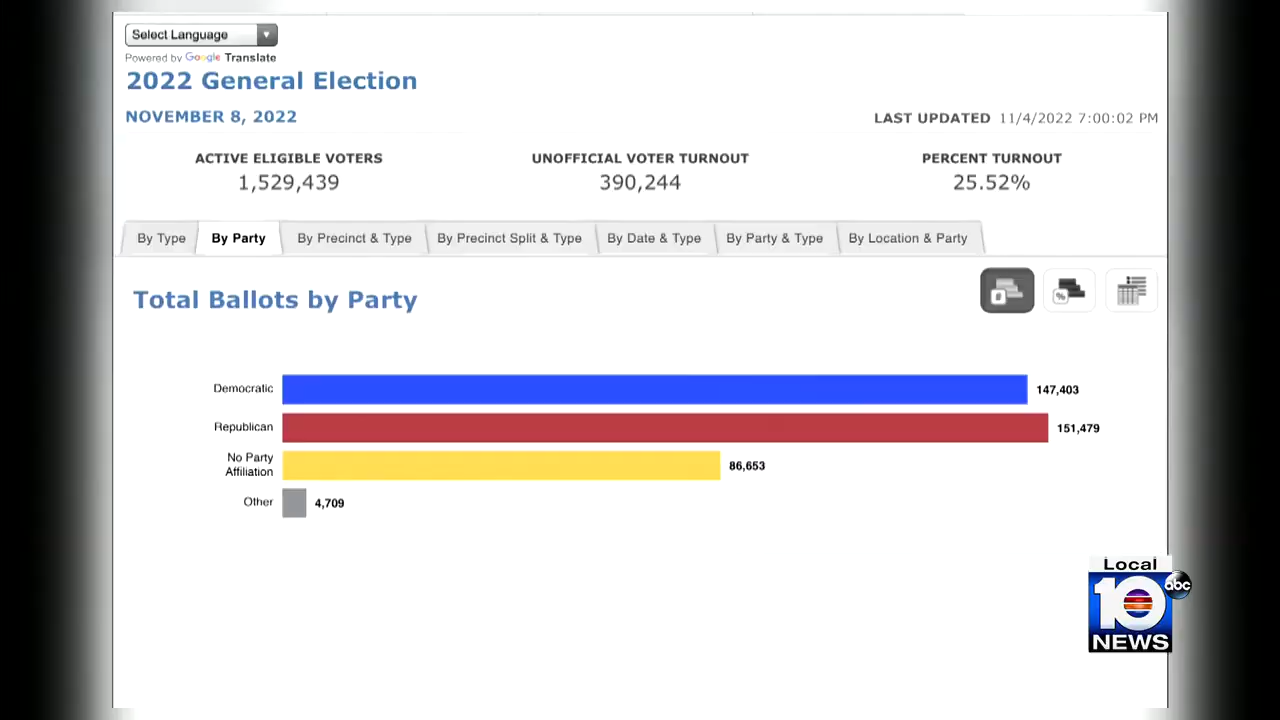 Select Language
Powered by Google Translate
2022 General Election
NOVEMBER 8, 2022
LAST UPDATED 11/4/2022 7:00:02 PM
ACTIVE ELIGIBLE VOTERS
1,529,439
UNOFFICIAL VOTER TURNOUT
390,244
PERCENT TURNOUT
25.52%
By Type By Party By Precinct & Type By Precinct Split & Type By Date & Type By Party & Type By Location & Party
Total Ballots by Party
#
%
Democratic 147,403
Republican 151,479
No Party
Affiliation 86,653
Other 4,709
Local
10
abc
NEWS